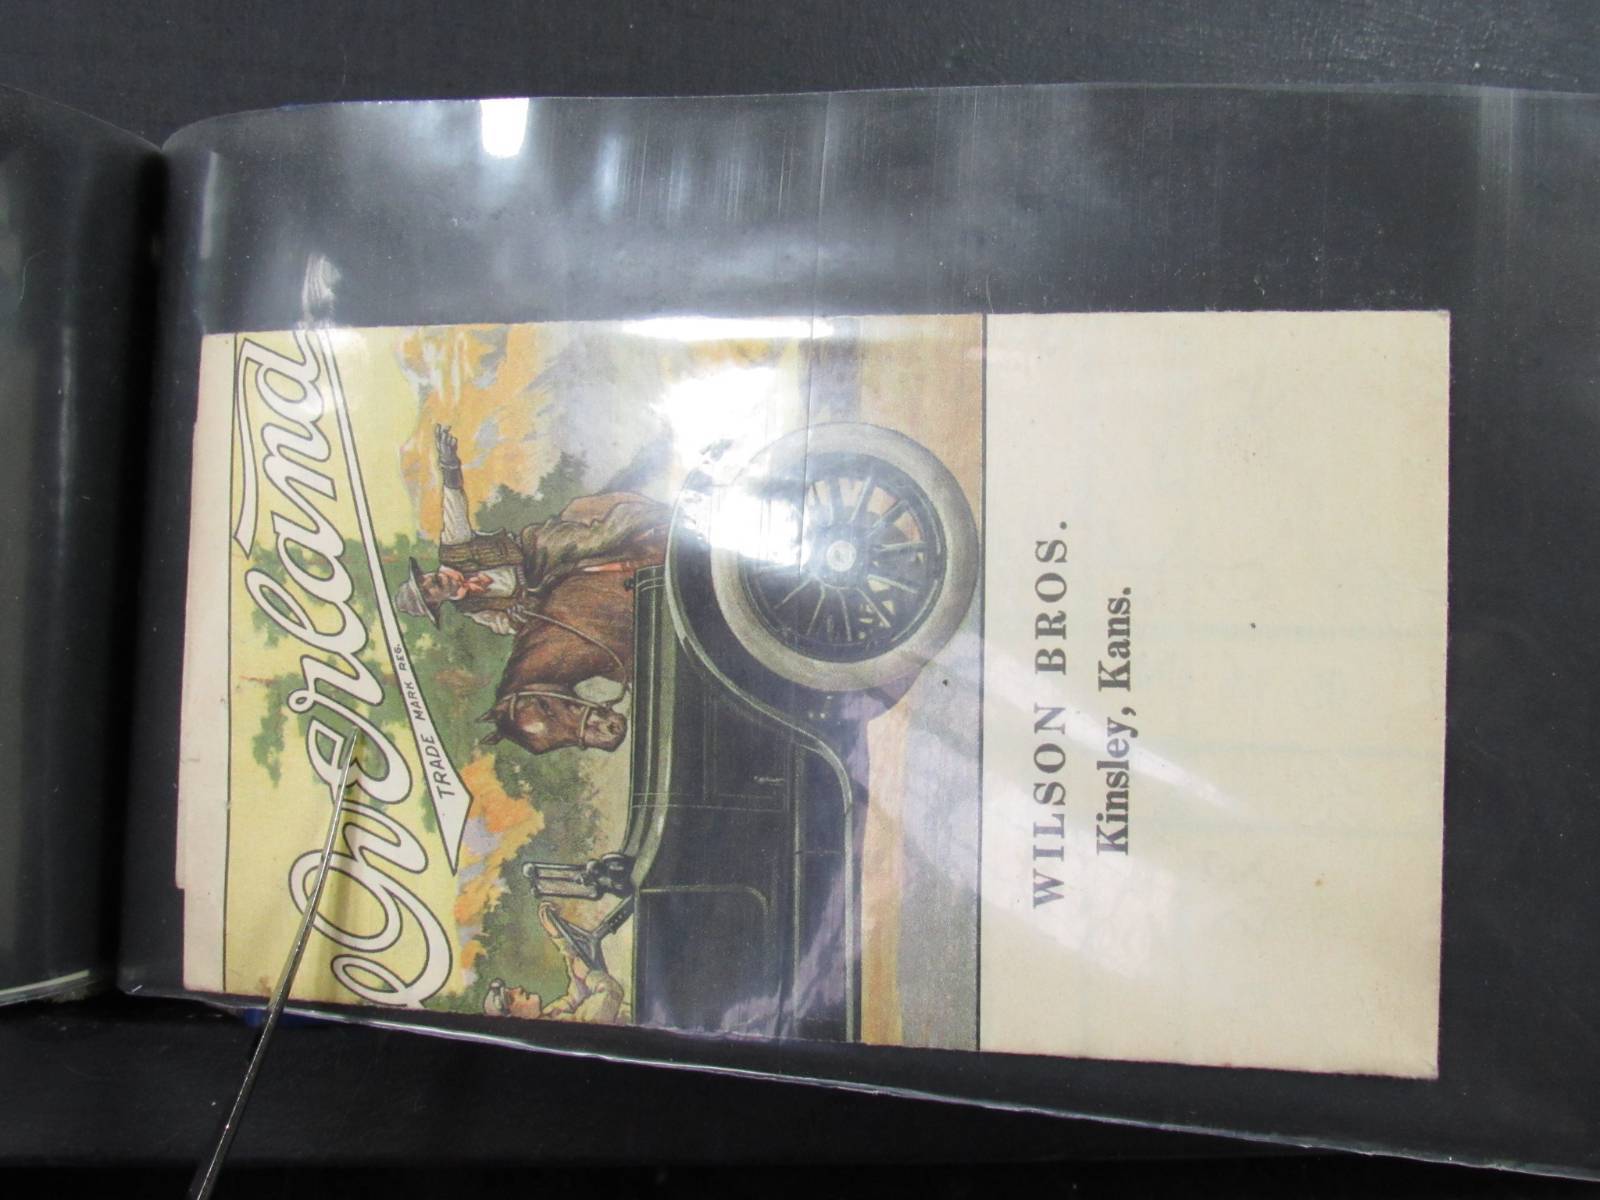 Overland
TRADE MARK REG.
WILSON BROS.
Kinsley, Kans.